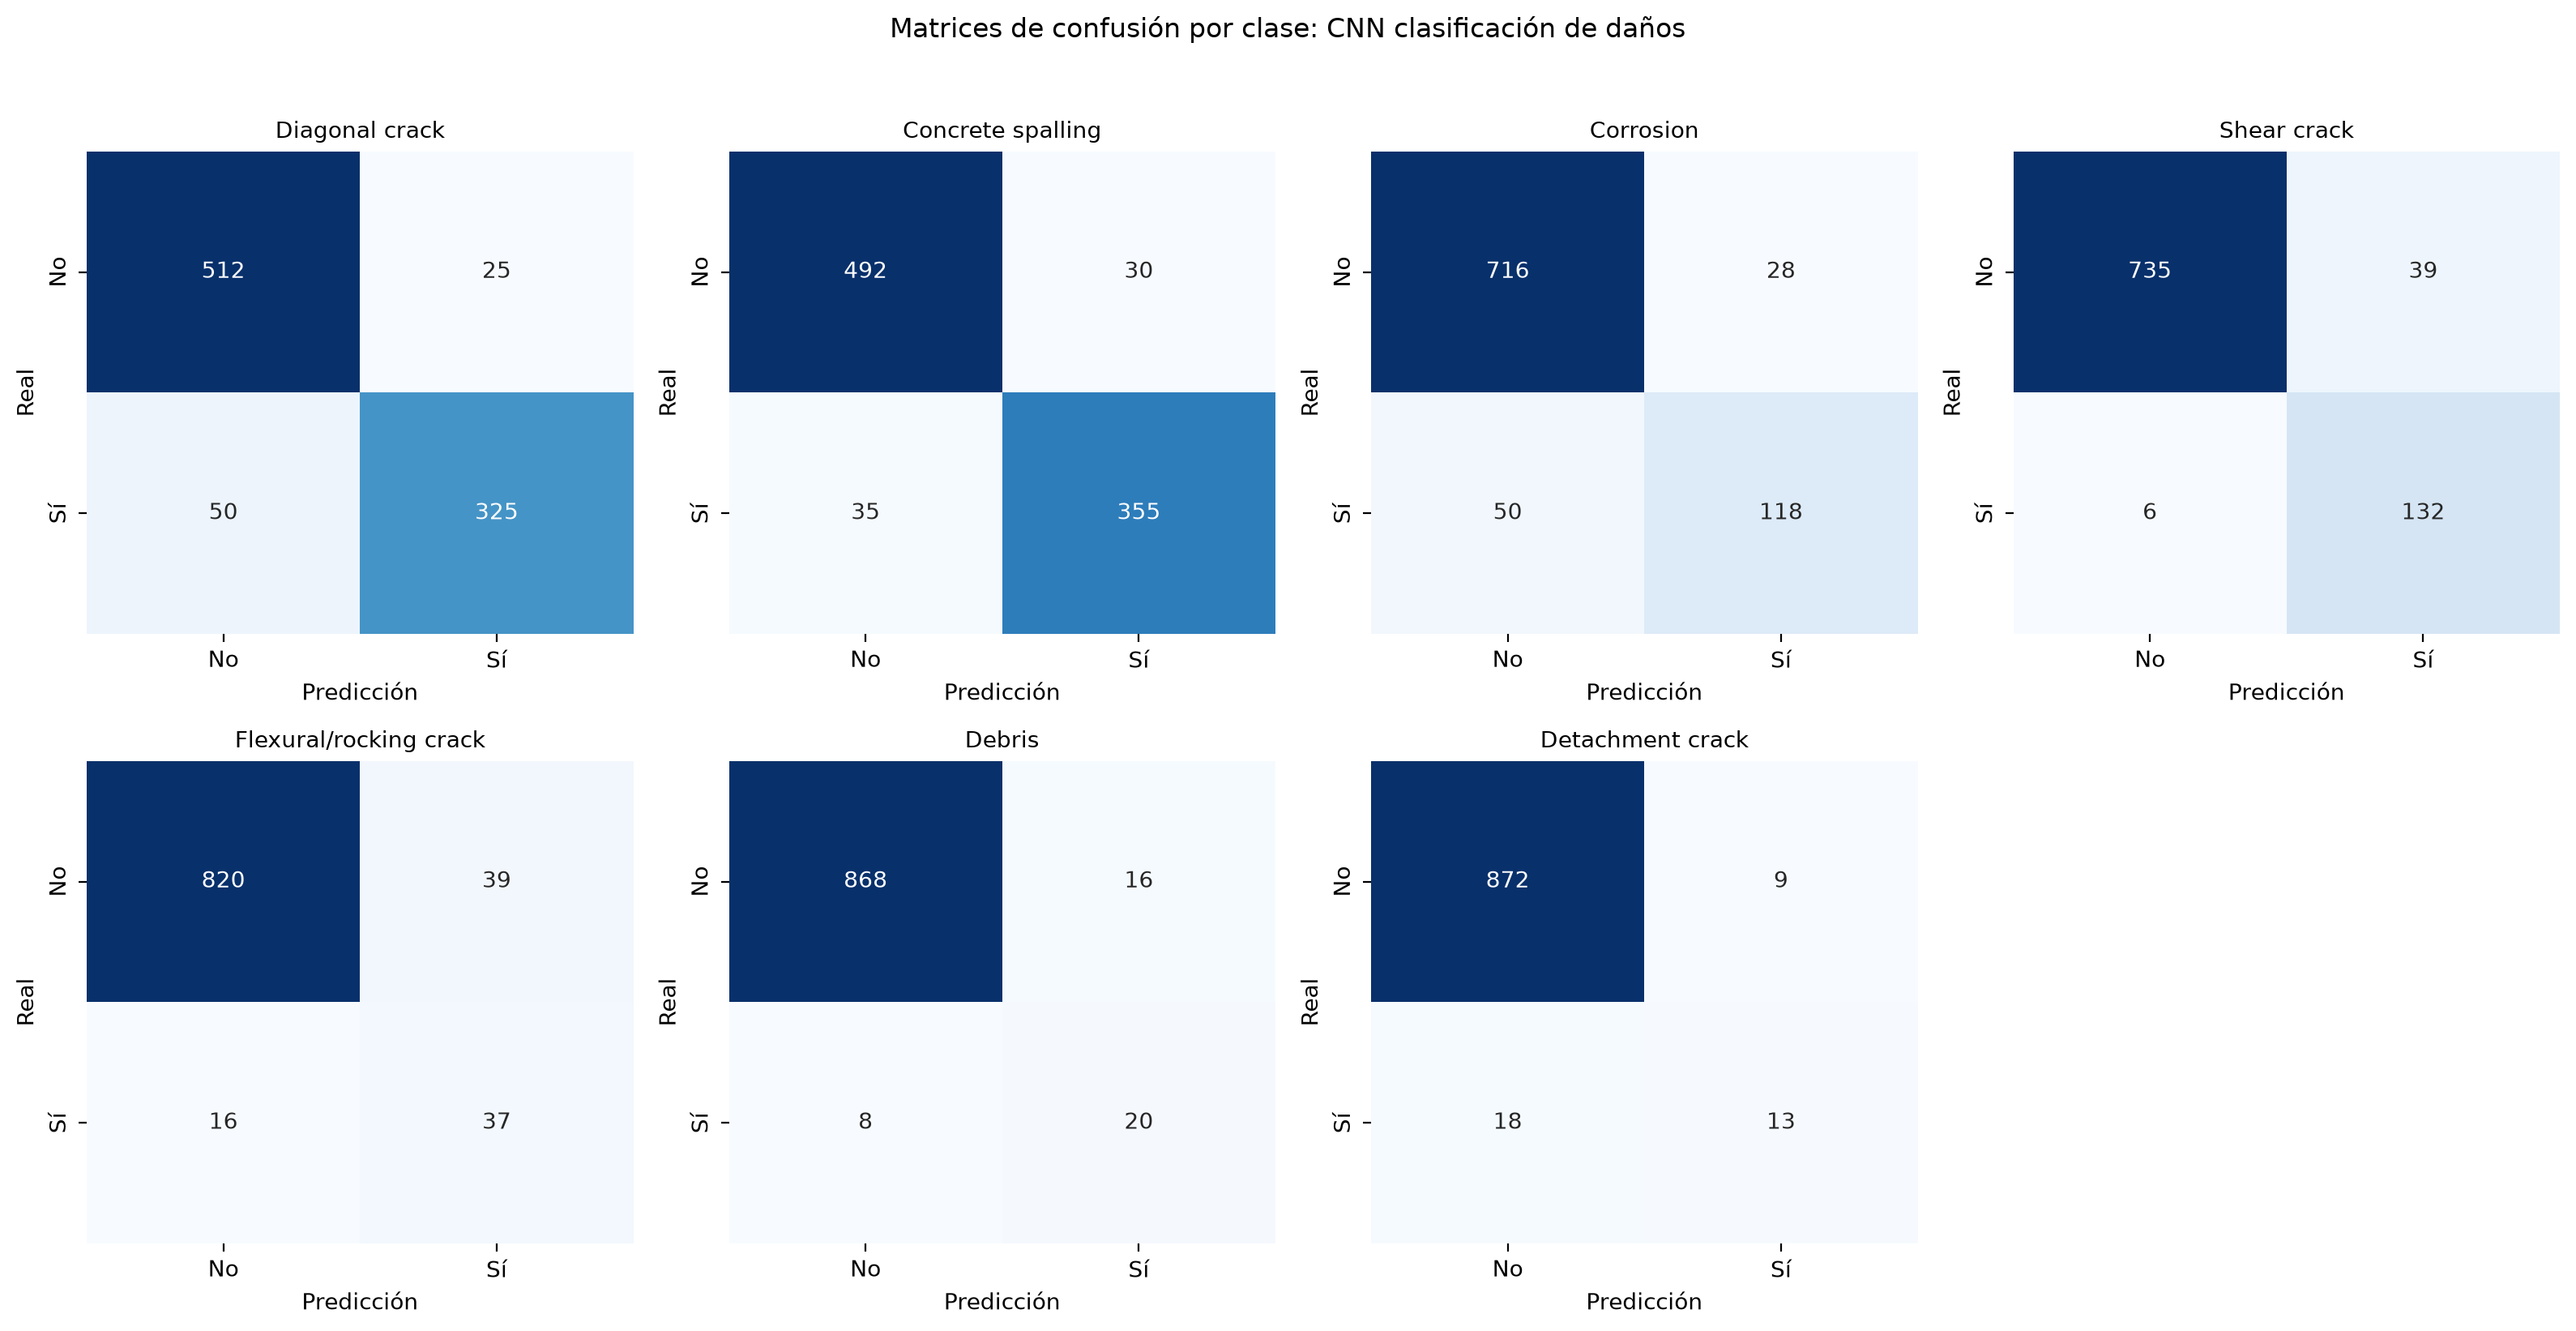 Matrices de confusión por clase: CNN clasificación de daños
Diagonal crack
Real
No
512
25
Sí
50
325
No
Sí
Predicción
Concrete spalling
Real
No
492
30
Sí
35
355
No
Sí
Predicción
Corrosion
Real
No
716
28
Sí
50
118
No
Sí
Predicción
Shear crack
Real
No
735
39
Sí
6
132
No
Sí
Predicción
Flexural/rocking crack
Real
No
820
39
Sí
16
37
No
Sí
Predicción
Debris
Real
No
868
16
Sí
8
20
No
Sí
Predicción
Detachment crack
Real
No
872
9
Sí
18
13
No
Sí
Predicción